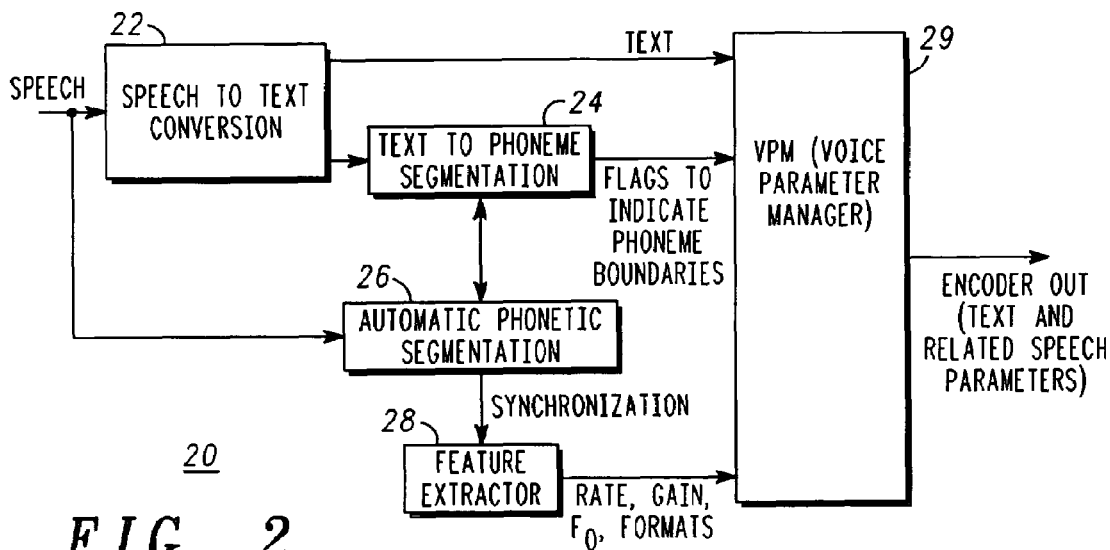 22
TEXT
29
SPEECH
SPEECH TO TEXT
CONVERSION
24
TEXT TO PHONEME
SEGMENTATION
VPM (VOICE
PARAMETER
MANAGER)
FLAGS TO
INDICATE
PHONEME
BOUNDARIES
26
AUTOMATIC PHONETIC
SEGMENTATION
ENCODER OUT
(TEXT AND
RELATED SPEECH
PARAMETERS)
SYNCHRONIZATION
28
FEATURE
EXTRACTOR
RATE, GAIN,
F0, FORMATS
20
FIG. 2